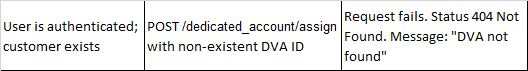 User is authenticated;
customer exists
POST /dedicated_account/assign
with non-existent DVA ID
Request fails. Status 404 Not
Found. Message: "DVA not
found"